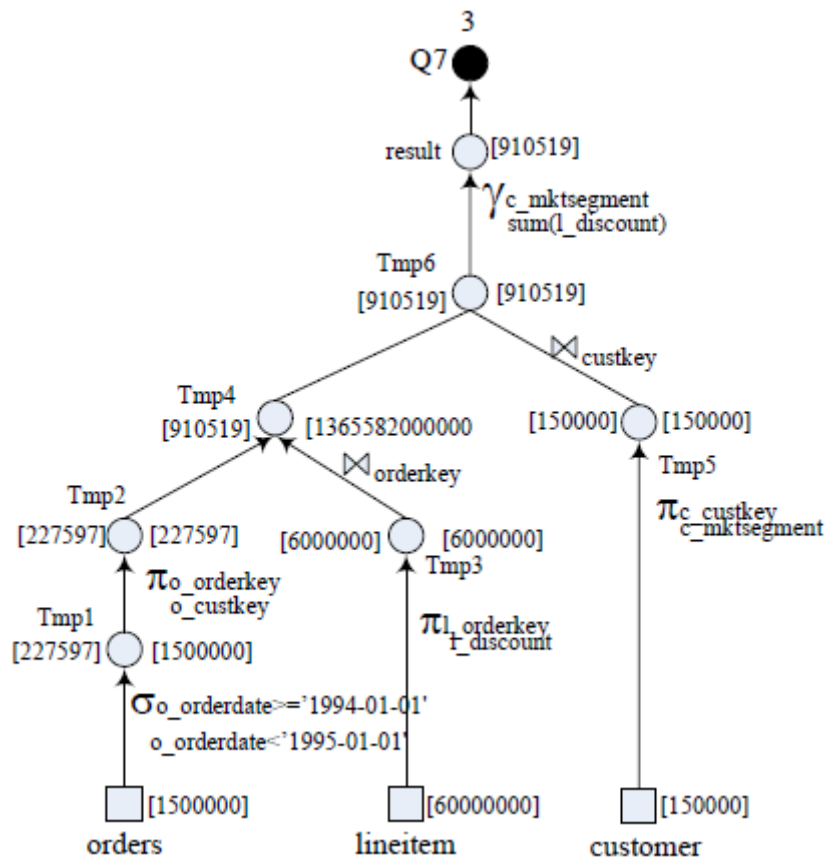 3
Q7
result [910519]
γc_mktsegment
sum(l_discount)
Tmp6
[910519] [910519]
⋈ custkey
Tmp4
[910519] [1365582000000
[150000] [150000]
⋈ orderkey
Tmp5
Tmp2
[227597] [227597]
[6000000] [6000000]
πc_custkey
c_mktsegment
Tmp3
πo_orderkey
o_custkey
Tmp1
[227597] [1500000]
πl_orderkey
l_discount
σo_orderdate>='1994-01-01'
o_orderdate<'1995-01-01'
[1500000] [60000000] [150000]
orders lineitem customer